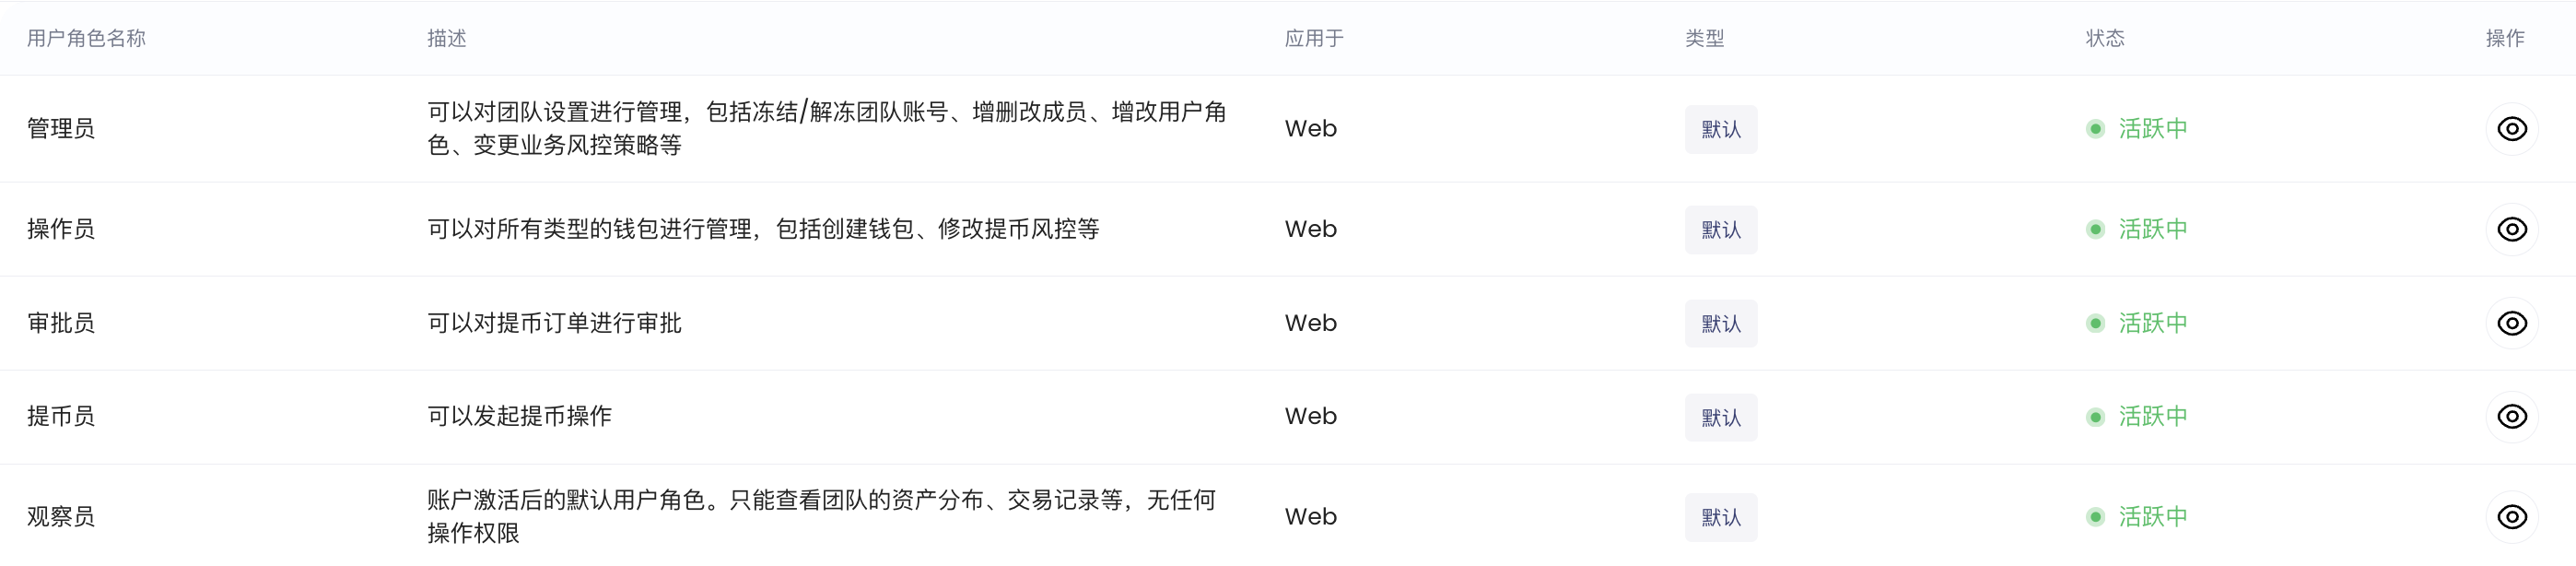 用户角色名称 描述 应用于 类型 状态 操作
管理员 可以对团队设置进行管理，包括冻结/解冻团队账号、增删改成员、增改用户角
色、变更业务风控策略等 Web 默认 活跃中
操作员 可以对所有类型的钱包进行管理，包括创建钱包、修改提币风控等 Web 默认 活跃中
审批员 可以对提币订单进行审批 Web 默认 活跃中
提币员 可以发起提币操作 Web 默认 活跃中
观察员 账户激活后的默认用户角色。只能查看团队的资产分布、交易记录等，无任何
操作权限 Web 默认 活跃中